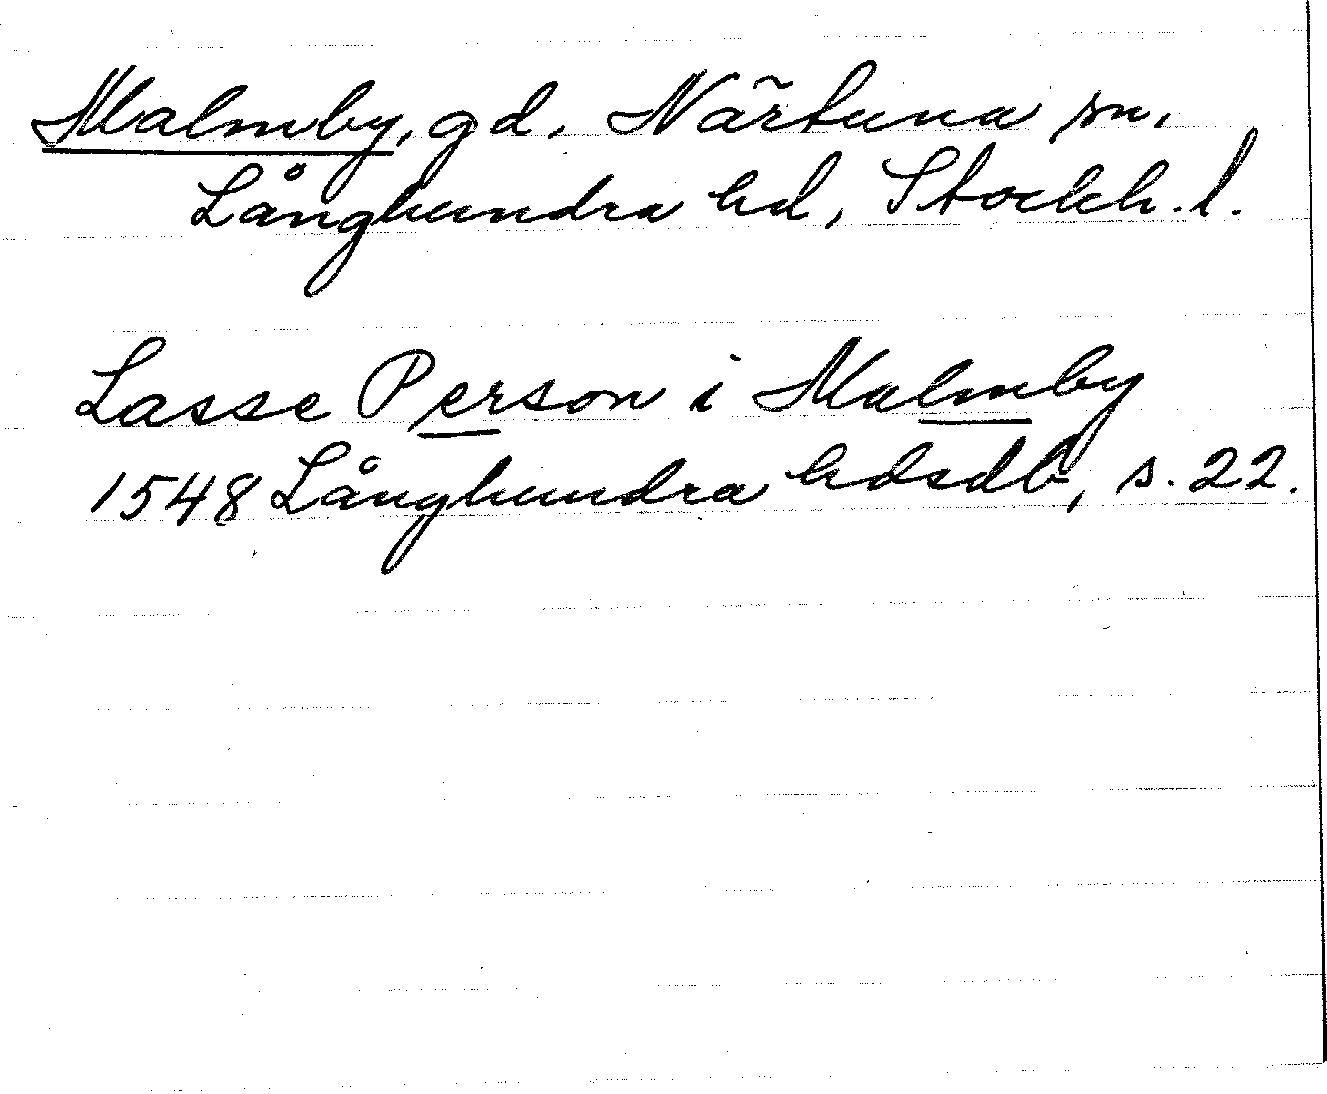 Malmby, gd, Närtuna sn,
Långhundra hd, Stockh. l.
Lasse Person i Malmby
1548 Långhundra hdsdb, s. 22.